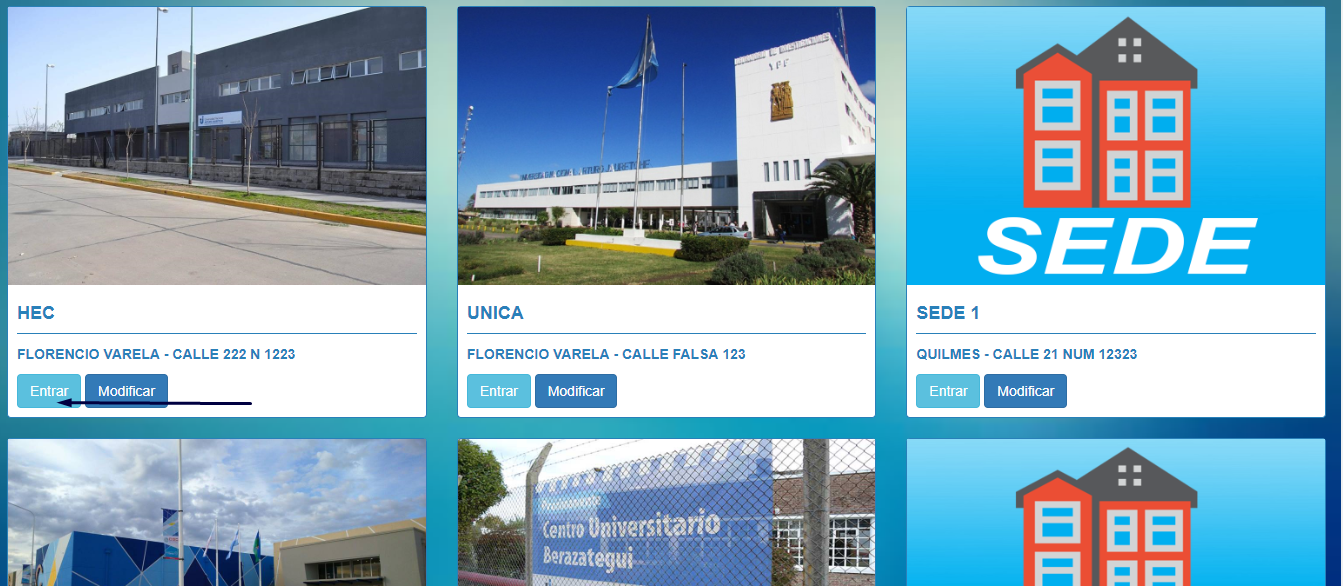 SEDE
HEC
UNICA
SEDE 1
FLORENCIO VARELA - CALLE 222 N 1223
FLORENCIO VARELA - CALLE FALSA 123
QUILMES - CALLE 21 NUM 12323
Entrar Modificar
Entrar Modificar
Entrar Modificar
Centro Universitario
Berazategui